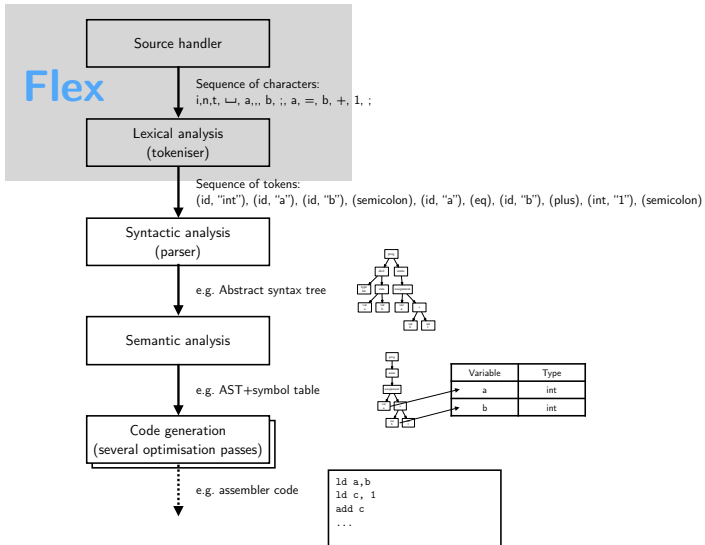 Source handler
Flex
Sequence of characters:
i,n,t, ␣, a,,, b, ;, a, =, b, +, 1, ;
Lexical analysis
(tokeniser)
Sequence of tokens:
(id, “int”), (id, “a”), (id, “b”), (semicolon), (id, “a”), (eq), (id, “b”), (plus), (int, “1”), (semicolon)
Syntactic analysis
(parser)
e.g. Abstract syntax tree
Semantic analysis
e.g. AST+symbol table
Variable Type
a int
b int
Code generation
(several optimisation passes)
e.g. assembler code
ld a,b
ld c, 1
add c
...